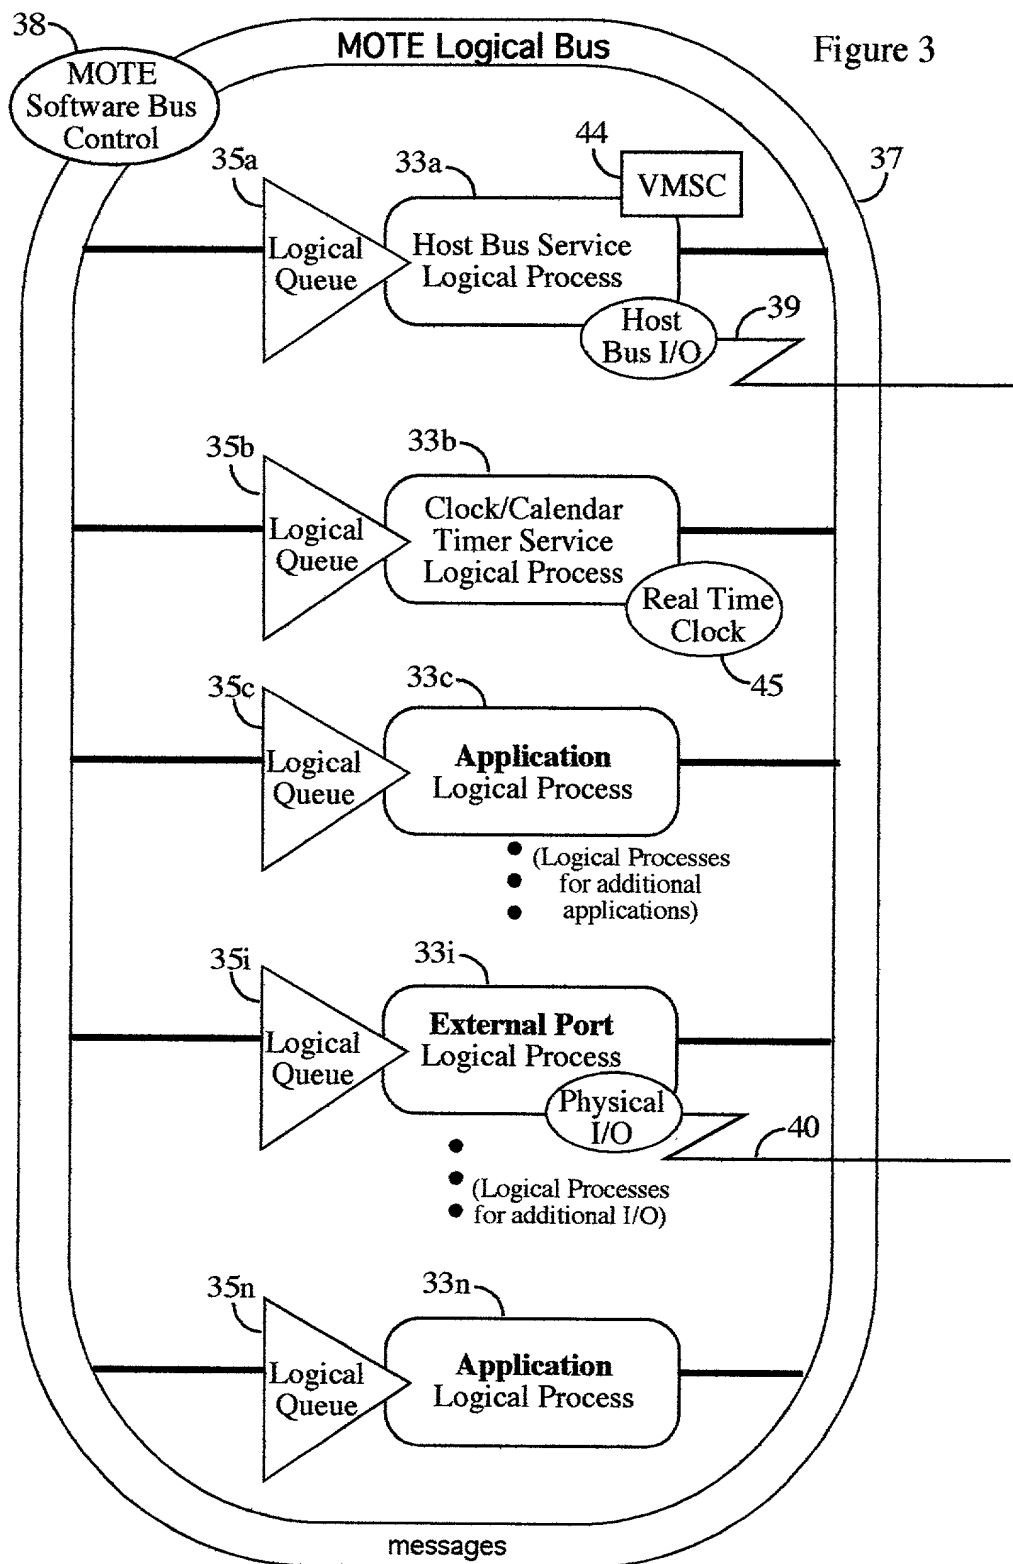 38
MOTE Logical Bus
Figure 3
MOTE
Software Bus
Control
44
35a
33a
37
VMSC
Logical
Queue
Host Bus Service
Logical Process
Host
Bus I/O
39
35b
33b
Logical
Queue
Clock/Calendar
Timer Service
Logical Process
Real Time
Clock
45
35c
33c
Logical
Queue
Application
Logical Process
(Logical Processes
for additional
applications)
35i
33i
Logical
Queue
External Port
Logical Process
Physical
I/O
40
(Logical Processes
for additional I/O)
35n
33n
Logical
Queue
Application
Logical Process
messages